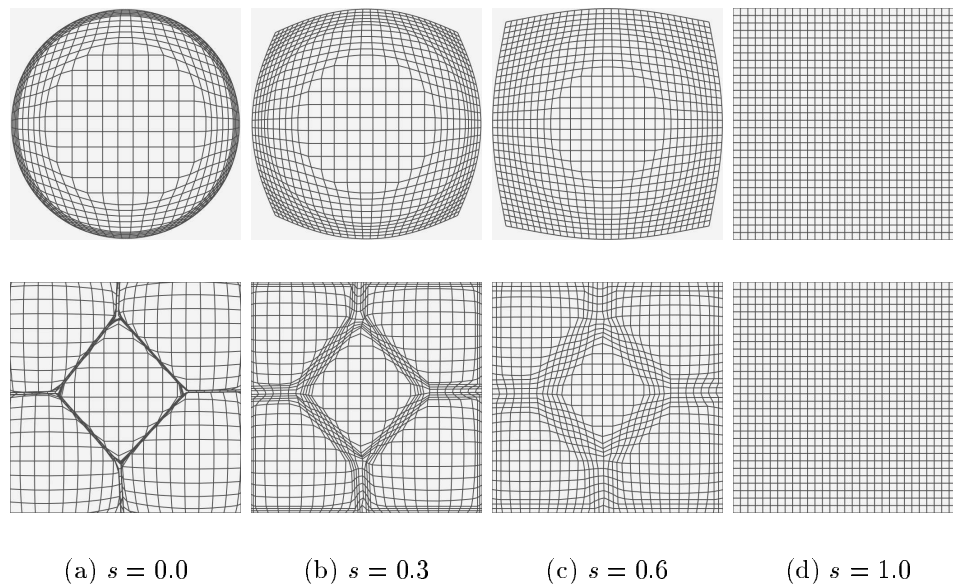 (a) s = 0.0 (b) s = 0.3 (c) s = 0.6 (d) s = 1.0